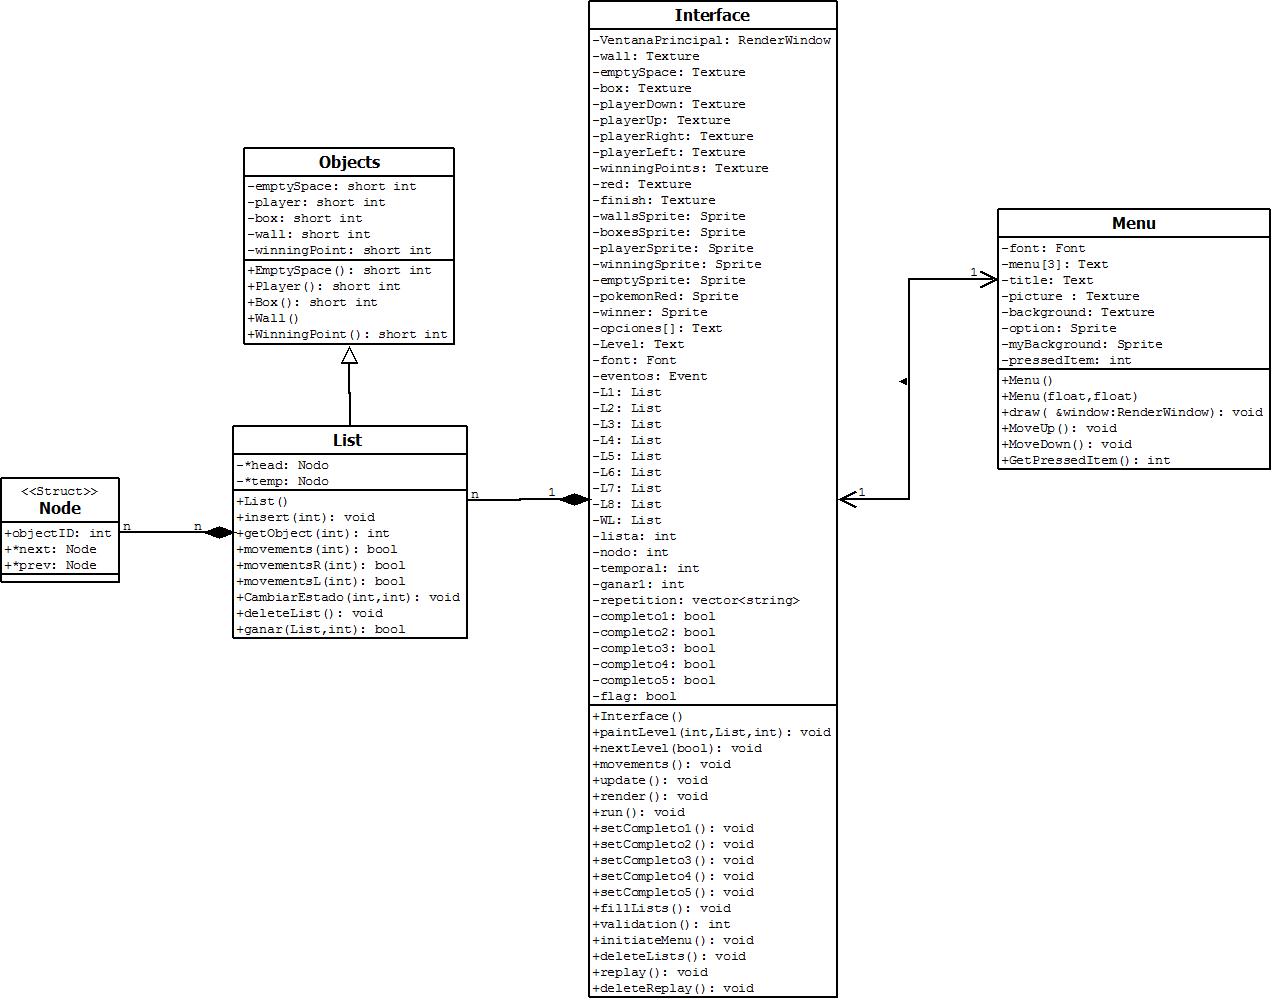 Interface
-VentanaPrincipal: RenderWindow
-wall: Texture
-emptySpace: Texture
-box: Texture
-playerDown: Texture
-playerUp: Texture
-playerRight: Texture
-playerLeft: Texture
-winningPoints: Texture
-red: Texture
-finish: Texture
-wallsSprite: Sprite
-boxesSprite: Sprite
-playerSprite: Sprite
-winningSprite: Sprite
-emptySprite: Sprite
-pokemonRed: Sprite
-winner: Sprite
-opciones[]: Text
-Level: Text
-font: Font
-eventos: Event
-L1: List
-L2: List
-L3: List
-L4: List
-L5: List
-L6: List
-L7: List
-L8: List
-WL: List
-lista: int
-nodo: int
-temporal: int
-ganar1: int
-repetition: vector<string>
-completo1: bool
-completo2: bool
-completo3: bool
-completo4: bool
-completo5: bool
-flag: bool
+Interface()
+paintLevel(int,List,int): void
+nextLevel(bool): void
+movements(): void
+update(): void
+render(): void
+run(): void
+setCompleto1(): void
+setCompleto2(): void
+setCompleto3(): void
+setCompleto4(): void
+setCompleto5(): void
+fillLists(): void
+validation(): int
+initiateMenu(): void
+deleteLists(): void
+replay(): void
+deleteReplay(): void
Objects
-emptySpace: short int
-player: short int
-box: short int
-wall: short int
-winningPoint: short int
+EmptySpace(): short int
+Player(): short int
+Box(): short int
+Wall()
+WinningPoint(): short int
List
-*head: Nodo
-*temp: Nodo
+List()
+insert(int): void
+getObject(int): int
+movements(int): bool
+movementsR(int): bool
+movementsL(int): bool
+CambiarEstado(int,int): void
+deleteList(): void
+ganar(List,int): bool
<<Struct>>
Node
+objectID: int
+*next: Node
+*prev: Node
n
n
n
1
1
1
Menu
-font: Font
-menu[3]: Text
-title: Text
-picture : Texture
-background: Texture
-option: Sprite
-myBackground: Sprite
-pressedItem: int
+Menu()
+Menu(float,float)
+draw( &window:RenderWindow): void
+MoveUp(): void
+MoveDown(): void
+GetPressedItem(): int